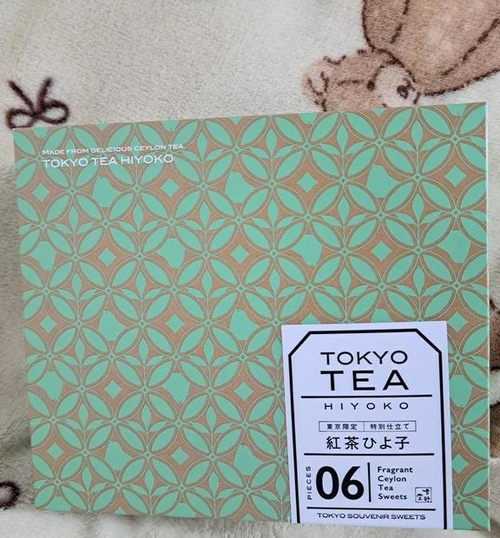 MADE FROM DELICIOUS CEYLON TEA.
TOKYO TEA HIYOKO
TOKYO
TEA
HIYOKO
東京限定 特別仕立て
紅茶ひよ子
PIECES
06
Fragrant
Ceylon
Tea
Sweets
TOKYO SOUVENIR SWEETS